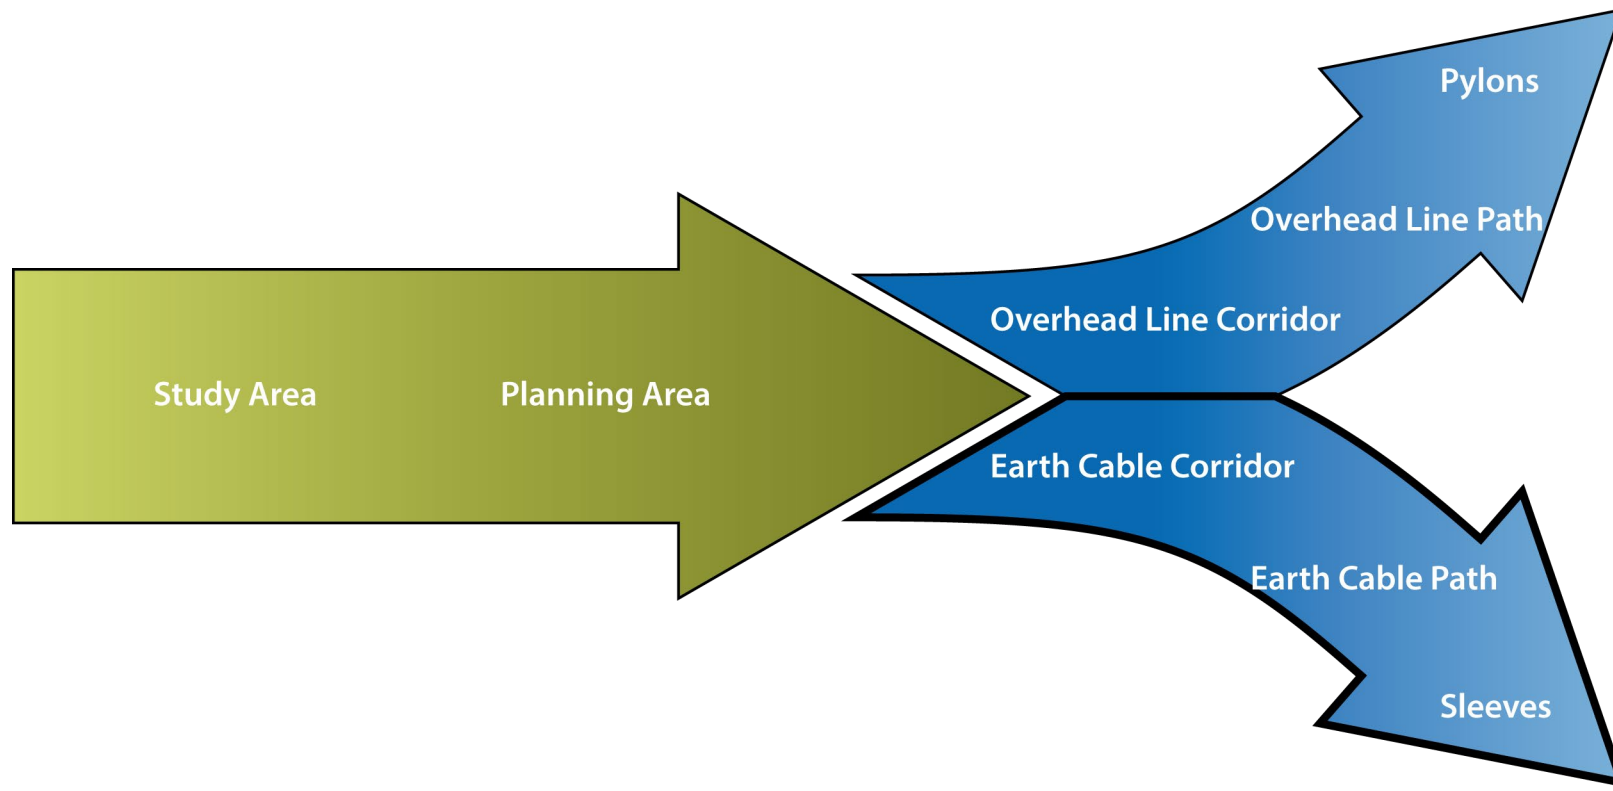 Study Area
Planning Area
Pylons
Overhead Line Path
Overhead Line Corridor
Earth Cable Corridor
Earth Cable Path
Sleeves